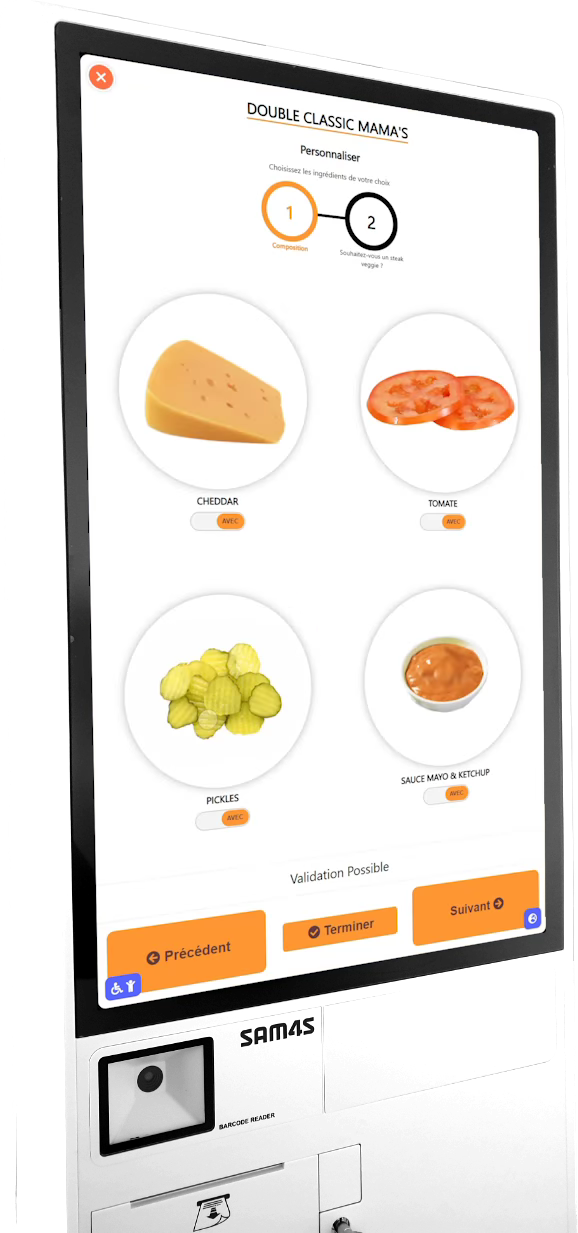 DOUBLE CLASSIC MAMA'S
Personnaliser
Choisissez les ingrédients de votre choix
1
2
Composition
Souhaitez-vous un steak
veggie ?
CHEDDAR
AVEC
TOMATE
AVEC
PICKLES
AVEC
SAUCE MAYO & KETCHUP
AVEC
Validation Possible
Précédent
Terminer
Suivant
SAM4S
BARCODE READER